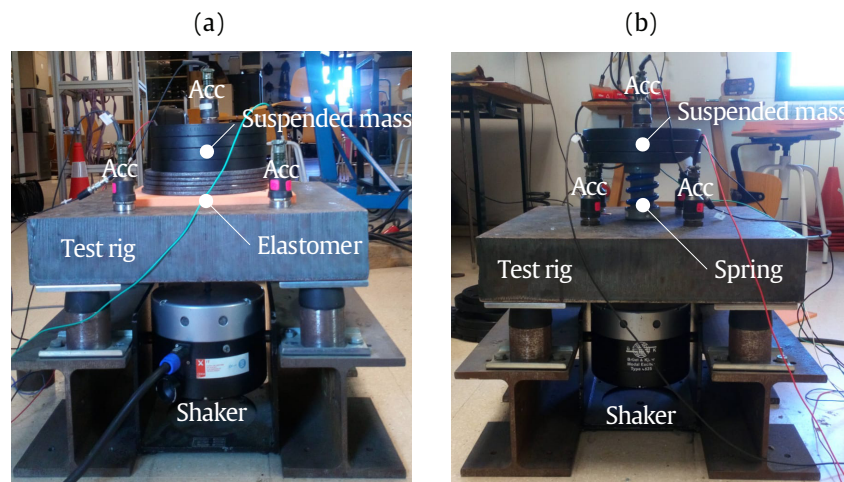 (a)
(b)
Acc
Suspended mass
Acc
Acc
Test rig
Elastomer
Shaker
Acc
Suspended mass
Acc
Acc
Test rig
Spring
Shaker